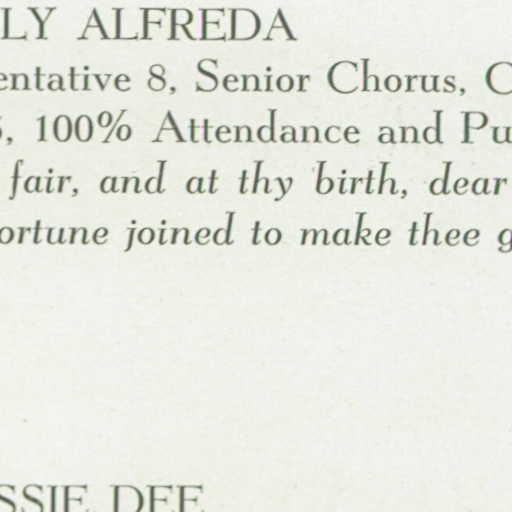 LY ALFREDA
entative 8, Senior Chorus, C
, 100% Attendance and Pu
fair, and at thy birth, dear
ortune joined to make thee g
SSIE DEE